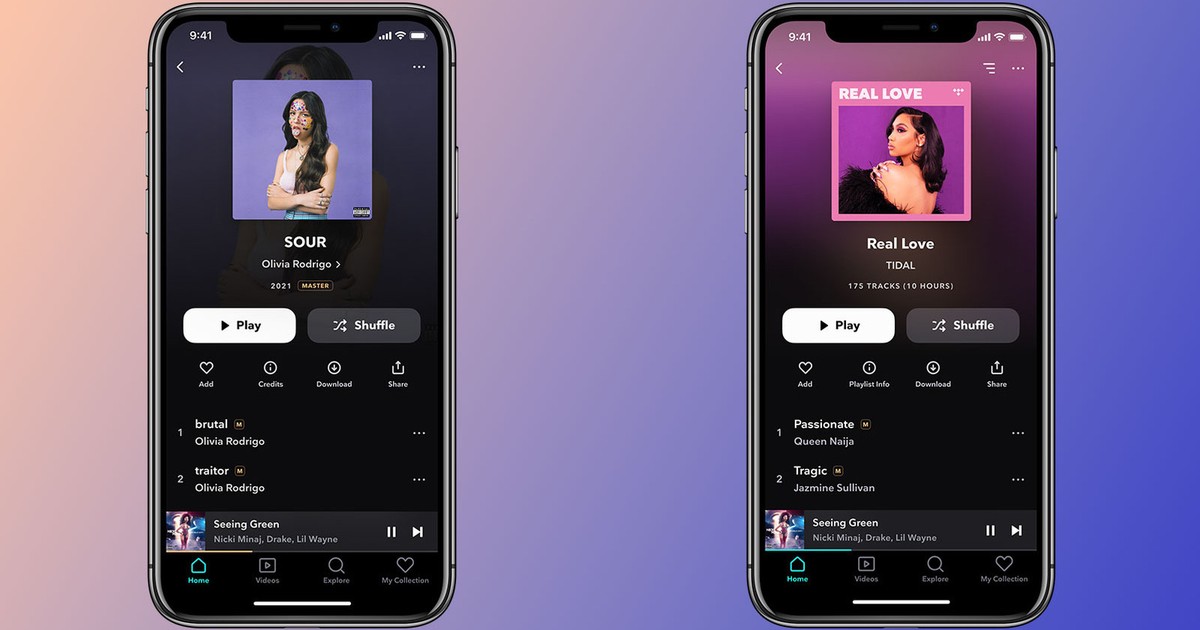 9:41
SOUR
Olivia Rodrigo >
2021 MASTER
Play
Shuffle
Add
Credits
Download
Share
1
brutal M
Olivia Rodrigo
2
traitor M
Olivia Rodrigo
Seeing Green
Nicki Minaj, Drake, Lil Wayne
Home
Videos
Explore
My Collection
9:41
REAL LOVE
Real Love
TIDAL
175 TRACKS (10 HOURS)
Play
Shuffle
Add
Playlist Info
Download
Share
1
Passionate M
Queen Naija
2
Tragic M
Jazmine Sullivan
Seeing Green
Nicki Minaj, Drake, Lil Wayne
Home
Videos
Explore
My Collection